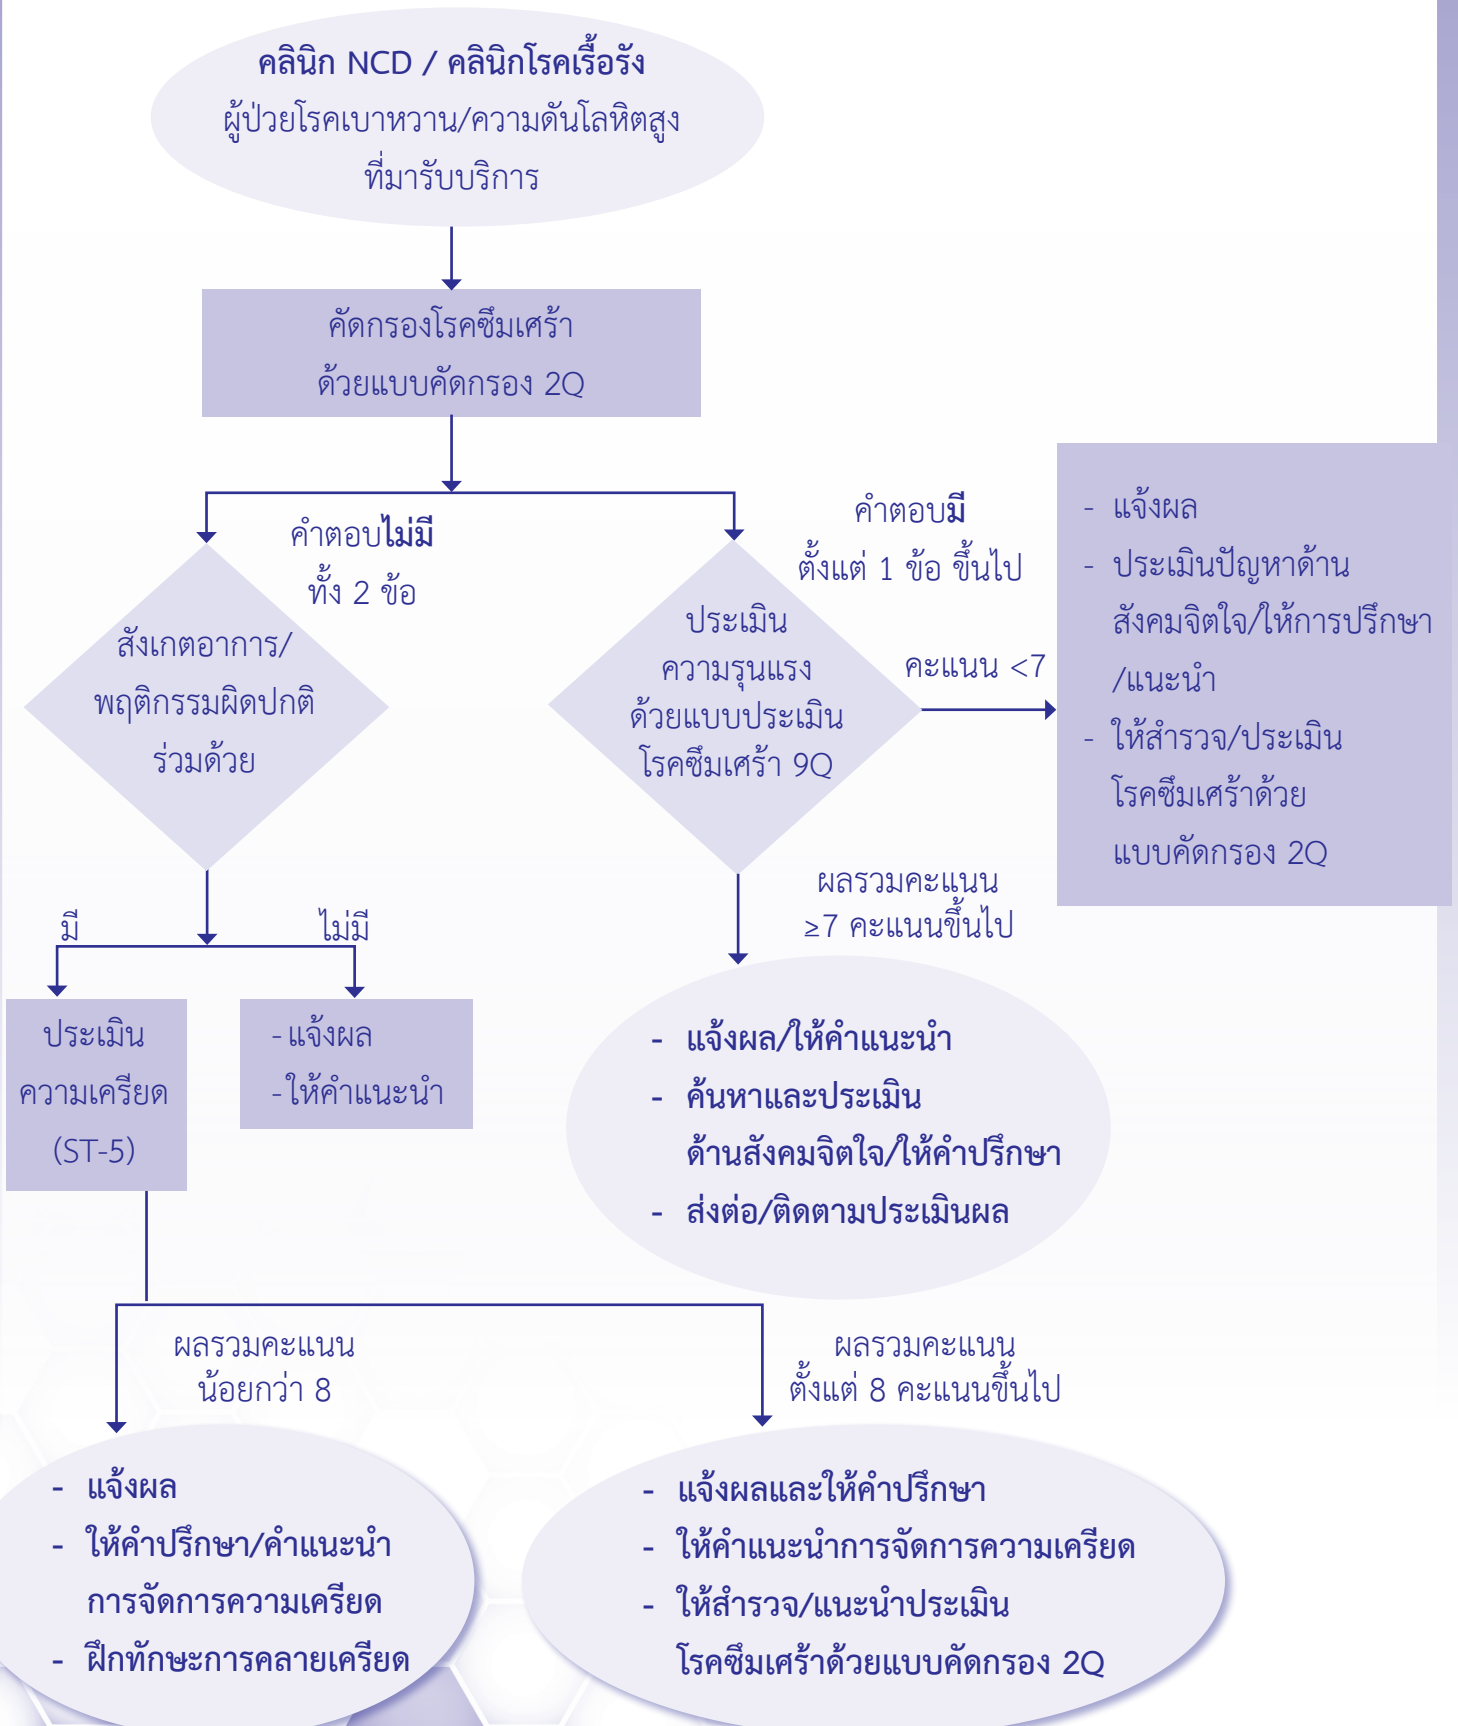 คลินิก NCD / คลินิกโรคเรื้อรัง
ผู้ป่วยโรคเบาหวาน/ความดันโลหิตสูง
ที่มารับบริการ
คัดกรองโรคซึมเศร้า
ด้วยแบบคัดกรอง 2Q
คำตอบไม่มี
ทั้ง 2 ข้อ
คำตอบมี
ตั้งแต่ 1 ข้อ ขึ้นไป
สังเกตอาการ/
พฤติกรรมผิดปกติ
ร่วมด้วย
ประเมิน
ความรุนแรง
ด้วยแบบประเมิน
โรคซึมเศร้า 9Q
คะแนน <7
- แจ้งผล
- ประเมินปัญหาด้าน
สังคมจิตใจ/ให้การปรึกษา
/แนะนำ
- ให้สำรวจ/ประเมิน
โรคซึมเศร้าด้วย
แบบคัดกรอง 2Q
ผลรวมคะแนน
≥7 คะแนนขึ้นไป
มี
ไม่มี
ประเมิน
ความเครียด
(ST-5)
- แจ้งผล
- ให้คำแนะนำ
- แจ้งผล/ให้คำแนะนำ
- ค้นหาและประเมิน
ด้านสังคมจิตใจ/ให้คำปรึกษา
- ส่งต่อ/ติดตามประเมินผล
ผลรวมคะแนน
น้อยกว่า 8
ผลรวมคะแนน
ตั้งแต่ 8 คะแนนขึ้นไป
- แจ้งผล
- ให้คำปรึกษา/คำแนะนำ
การจัดการความเครียด
- ฝึกทักษะการคลายเครียด
- แจ้งผลและให้คำปรึกษา
- ให้คำแนะนำการจัดการความเครียด
- ให้สำรวจ/แนะนำประเมิน
โรคซึมเศร้าด้วยแบบคัดกรอง 2Q